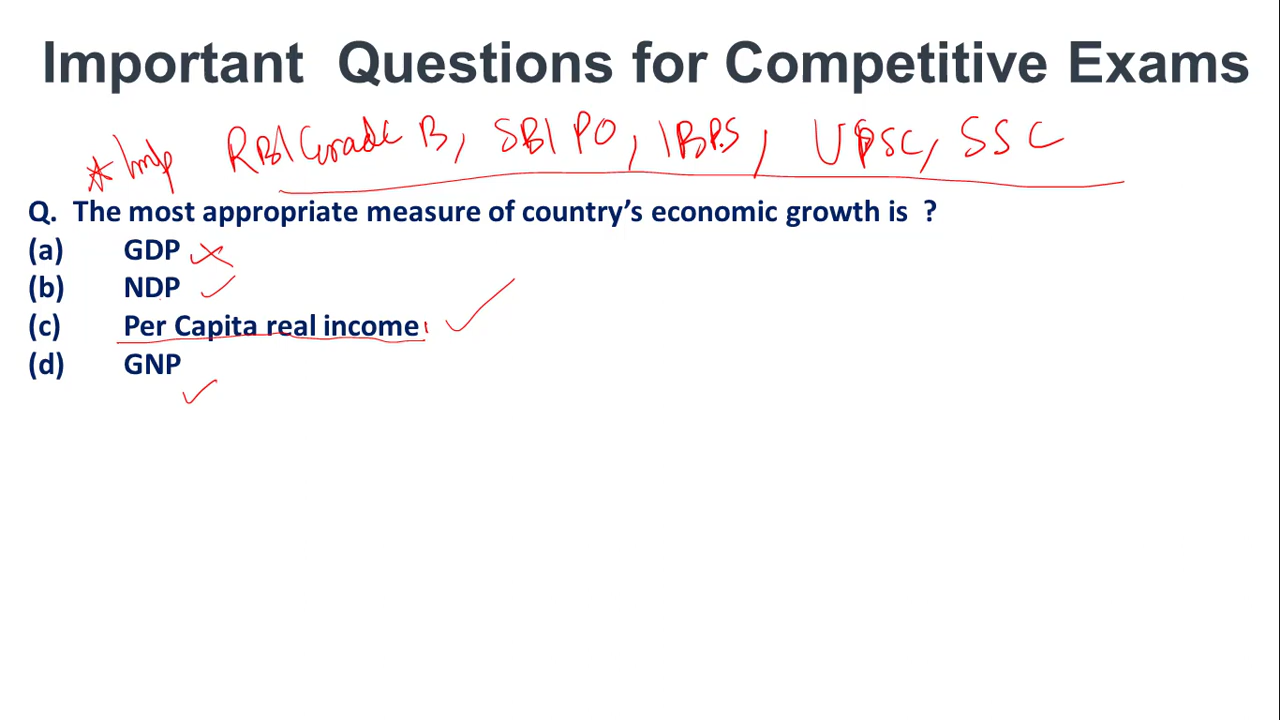 Important Questions for Competitive Exams
* Imp RBI Grade B, SBI PO, IBPS, UPSC, SSC
Q. The most appropriate measure of country’s economic growth is ?
(a) GDP
(b) NDP
(c) Per Capita real income
(d) GNP